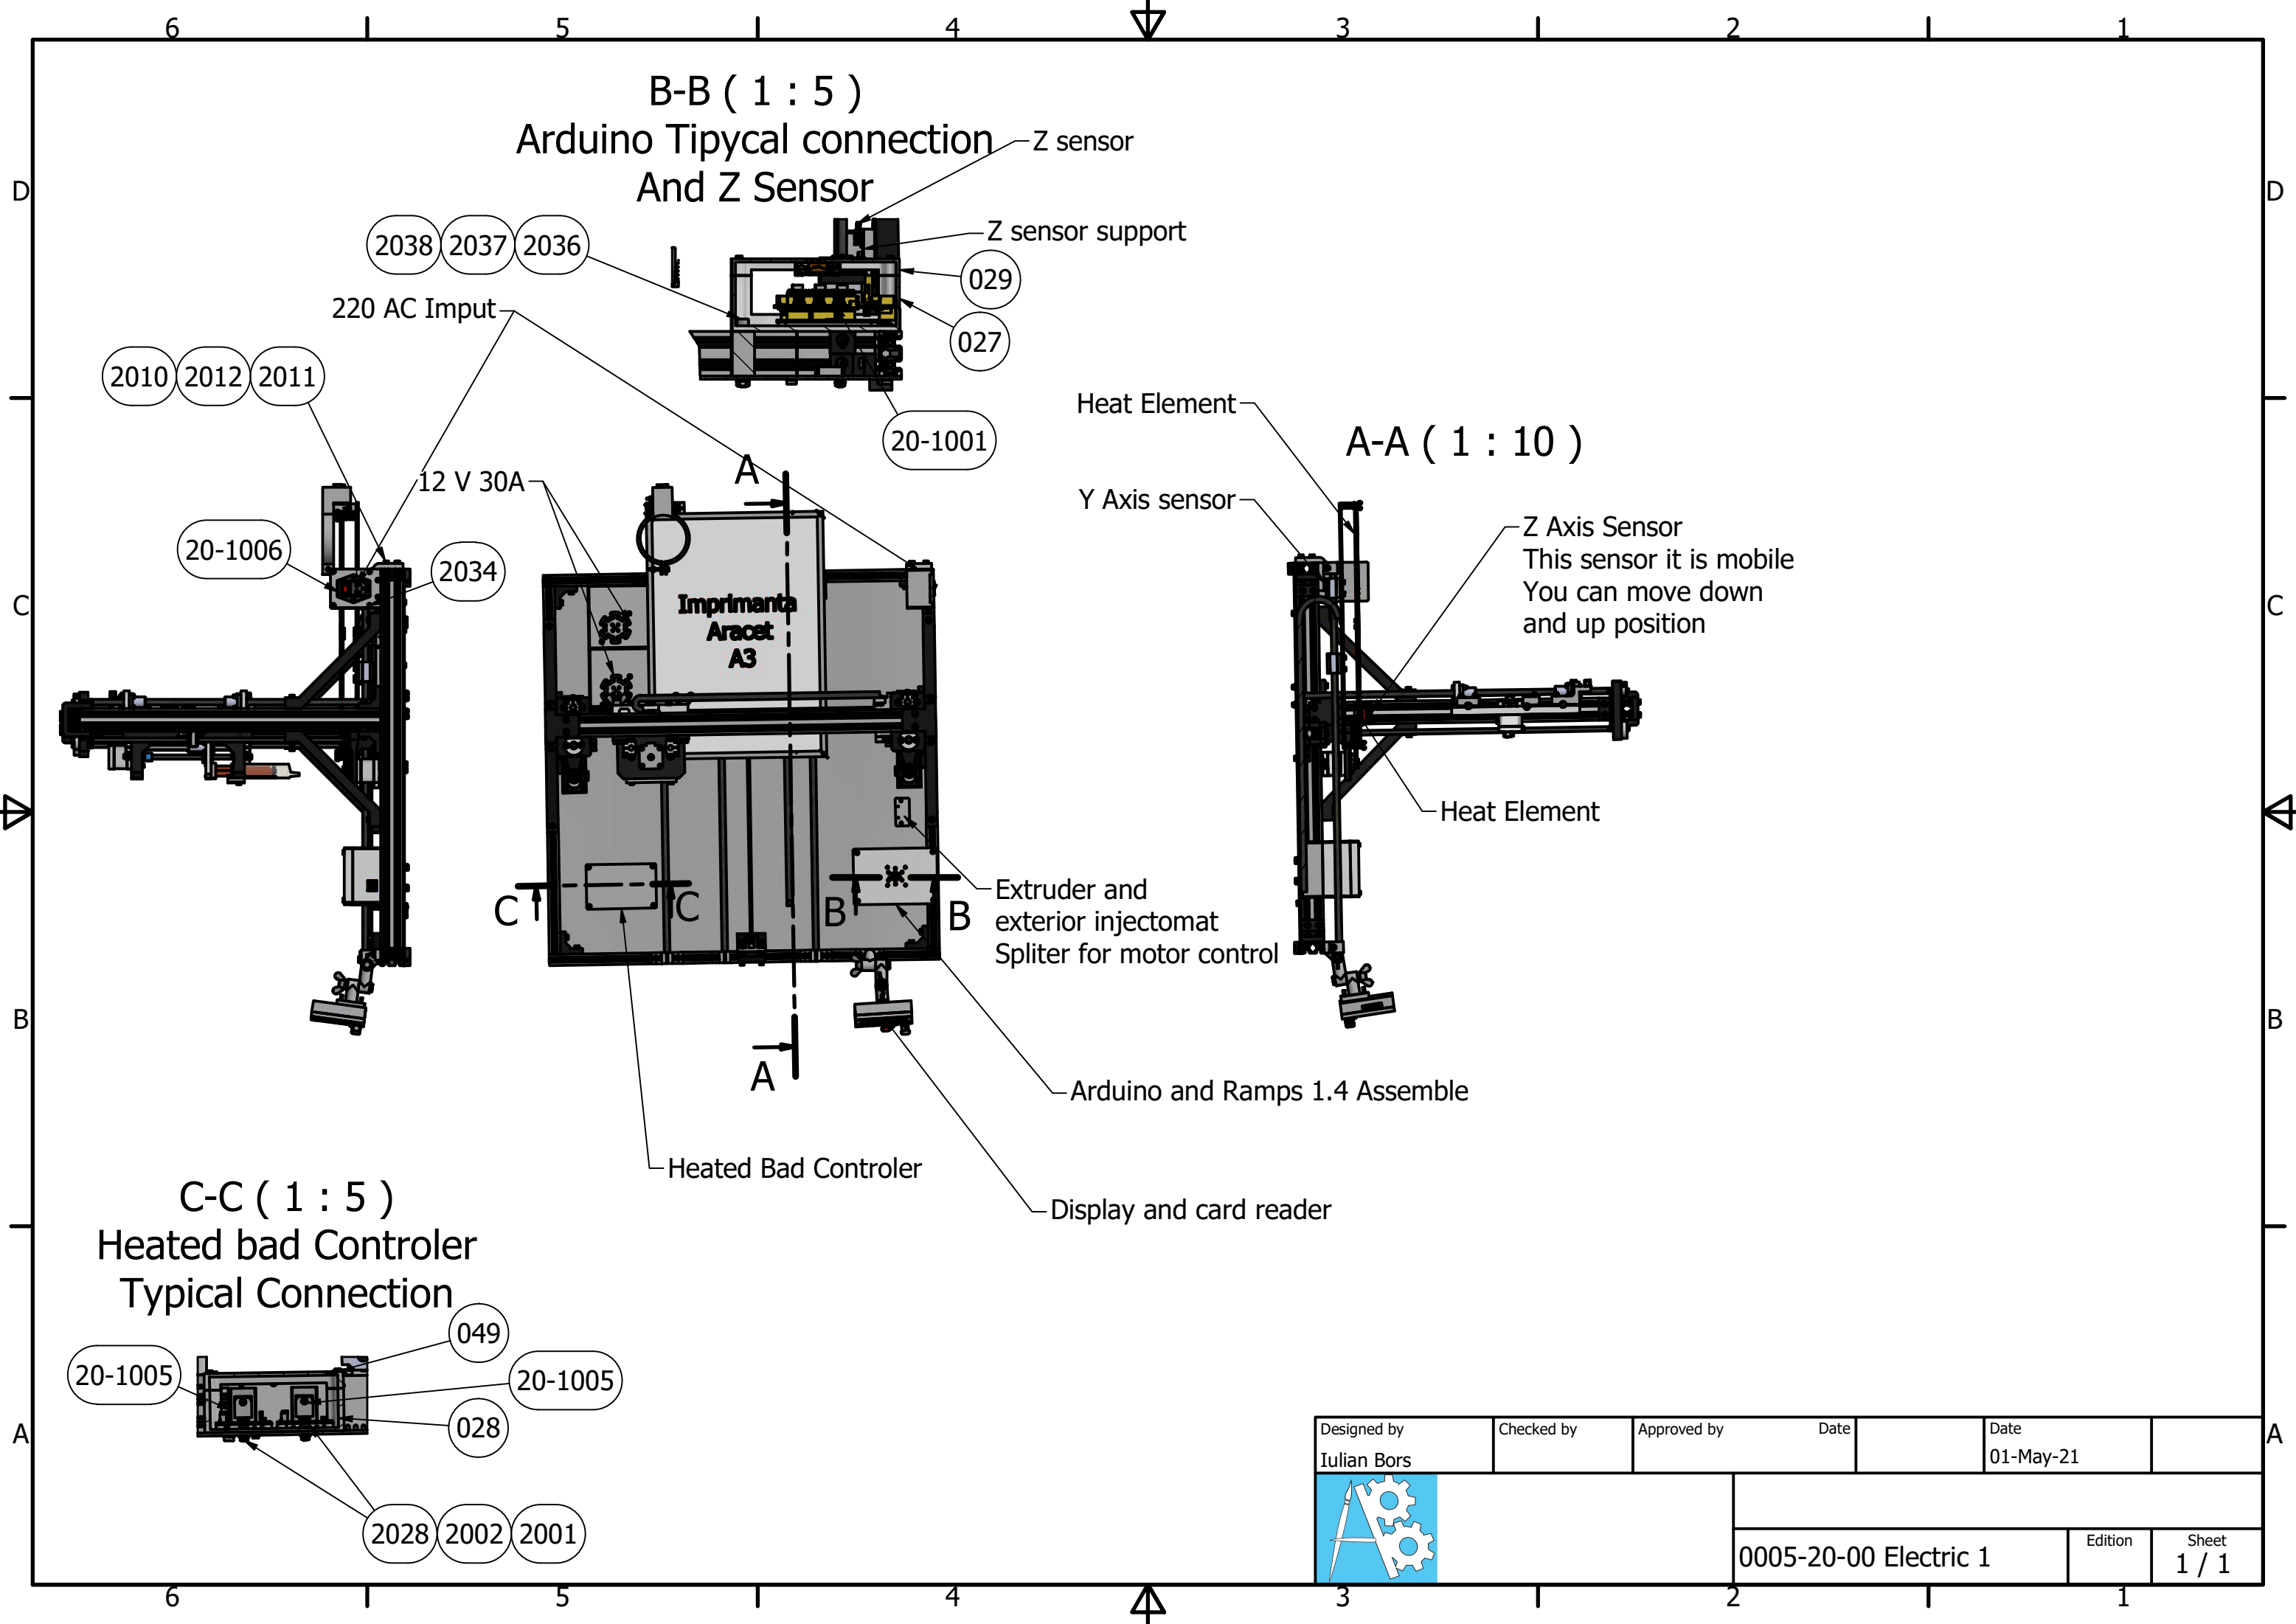 6 5 4 3 2 1
B-B ( 1 : 5 )
Arduino Tipycal connection
And Z Sensor
Z sensor
Z sensor support
D
D
2038 2037 2036
029
027
220 AC Imput
2010 2012 2011
20-1001
Heat Element
A-A ( 1 : 10 )
12 V 30A
A
Y Axis sensor
Z Axis Sensor
This sensor it is mobile
You can move down
and up position
20-1006
2034
C
C
Imprimanta
Aracet
A3
Heat Element
Extruder and
exterior injectomat
Spliter for motor control
C C B B
B
B
A
Arduino and Ramps 1.4 Assemble
Heated Bad Controler
Display and card reader
C-C ( 1 : 5 )
Heated bad Controler
Typical Connection
049
20-1005
20-1005
028
2028 2002 2001
A
A
Designed by
Iulian Bors
Checked by
Approved by
Date
Date
01-May-21
0005-20-00 Electric 1
Edition
Sheet
1 / 1
6 5 4 3 2 1